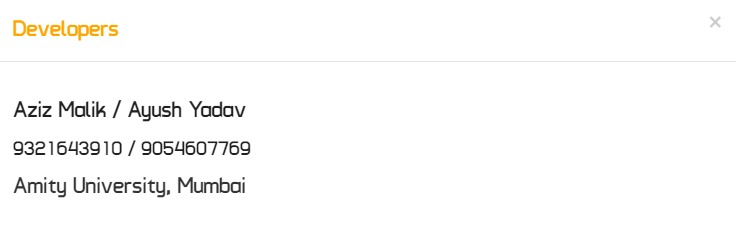 Developers
×
Aziz Malik / Ayush Yadav
9321643910 / 9054607769
Amity University, Mumbai